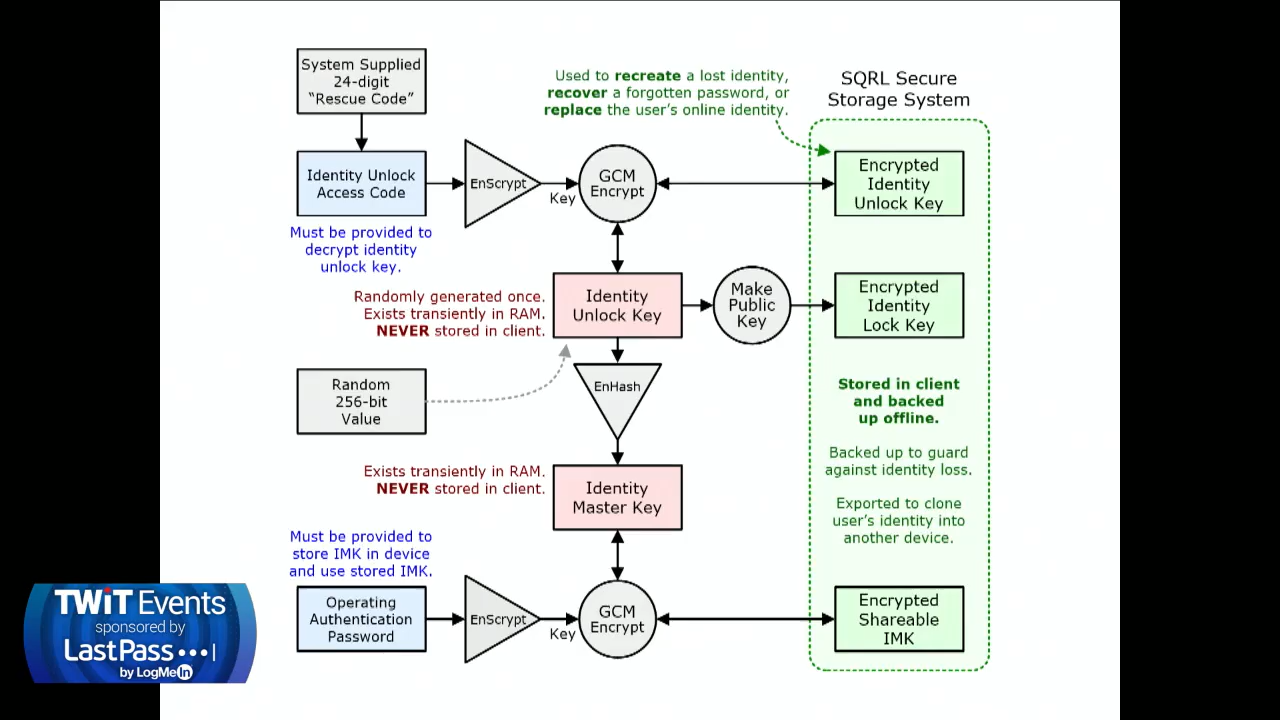 System Supplied
24-digit
“Rescue Code”
Used to recreate a lost identity,
recover a forgotten password, or
replace the user’s online identity.
SQRL Secure
Storage System
Identity Unlock
Access Code
EnScrypt
Key
GCM
Encrypt
Encrypted
Identity
Unlock Key
Must be provided to
decrypt identity
unlock key.
Randomly generated once.
Exists transiently in RAM.
NEVER stored in client.
Identity
Unlock Key
Make
Public
Key
Encrypted
Identity
Lock Key
Random
256-bit
Value
EnHash
Stored in client
and backed
up offline.
Backed up to guard
against identity loss.
Exported to clone
user’s identity into
another device.
Exists transiently in RAM.
NEVER stored in client.
Identity
Master Key
Must be provided to
store IMK in device
and use stored IMK.
Operating
Authentication
Password
EnScrypt
Key
GCM
Encrypt
Encrypted
Shareable
IMK
TWiT Events
sponsored by
LastPass •••|
by LogMeIn